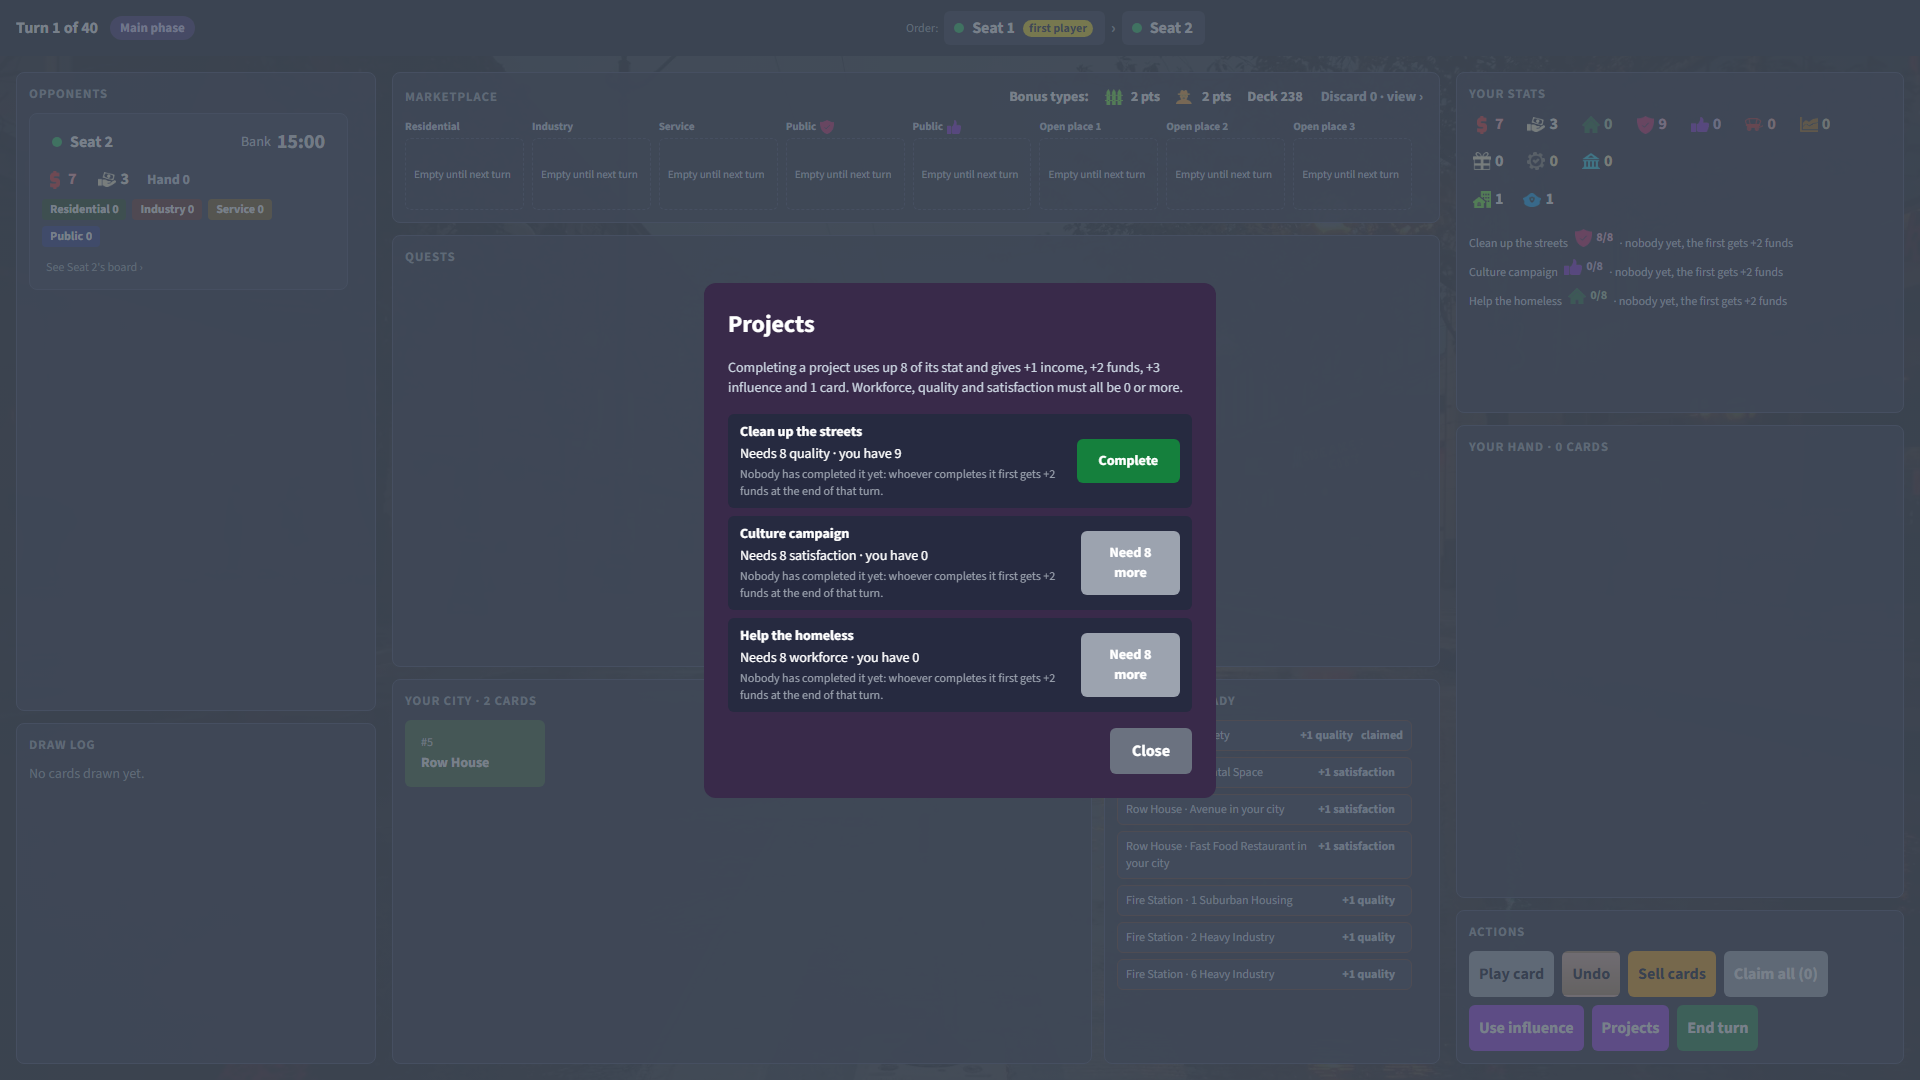 Turn 1 of 40
Main phase
Order:
Seat 1
first player
›
Seat 2
OPPONENTS
Seat 2
Bank 15:00
7
3
Hand 0
Residential 0
Industry 0
Service 0
Public 0
See Seat 2's board ›
DRAW LOG
No cards drawn yet.
MARKETPLACE
Bonus types:
2 pts
2 pts
Deck 238
Discard 0 · view ›
Residential
Industry
Service
Public
Public
Open place 1
Open place 2
Open place 3
Empty until next turn
Empty until next turn
Empty until next turn
Empty until next turn
Empty until next turn
Empty until next turn
Empty until next turn
Empty until next turn
QUESTS
Projects
Completing a project uses up 8 of its stat and gives +1 income, +2 funds, +3
influence and 1 card. Workforce, quality and satisfaction must all be 0 or more.
Clean up the streets
Needs 8 quality · you have 9
Nobody has completed it yet: whoever completes it first gets +2
funds at the end of that turn.
Complete
Culture campaign
Needs 8 satisfaction · you have 0
Nobody has completed it yet: whoever completes it first gets +2
funds at the end of that turn.
Need 8
more
Help the homeless
Needs 8 workforce · you have 0
Nobody has completed it yet: whoever completes it first gets +2
funds at the end of that turn.
Need 8
more
Close
YOUR CITY · 2 CARDS
#5
Row House
ADY
ety
+1 quality
claimed
ntal Space
+1 satisfaction
Row House · Avenue in your city
+1 satisfaction
Row House · Fast Food Restaurant in
your city
+1 satisfaction
Fire Station · 1 Suburban Housing
+1 quality
Fire Station · 2 Heavy Industry
+1 quality
Fire Station · 6 Heavy Industry
+1 quality
YOUR STATS
7
3
0
9
0
0
0
0
0
0
1
1
Clean up the streets 8/8 · nobody yet, the first gets +2 funds
Culture campaign 0/8 · nobody yet, the first gets +2 funds
Help the homeless 0/8 · nobody yet, the first gets +2 funds
YOUR HAND · 0 CARDS
ACTIONS
Play card
Undo
Sell cards
Claim all (0)
Use influence
Projects
End turn